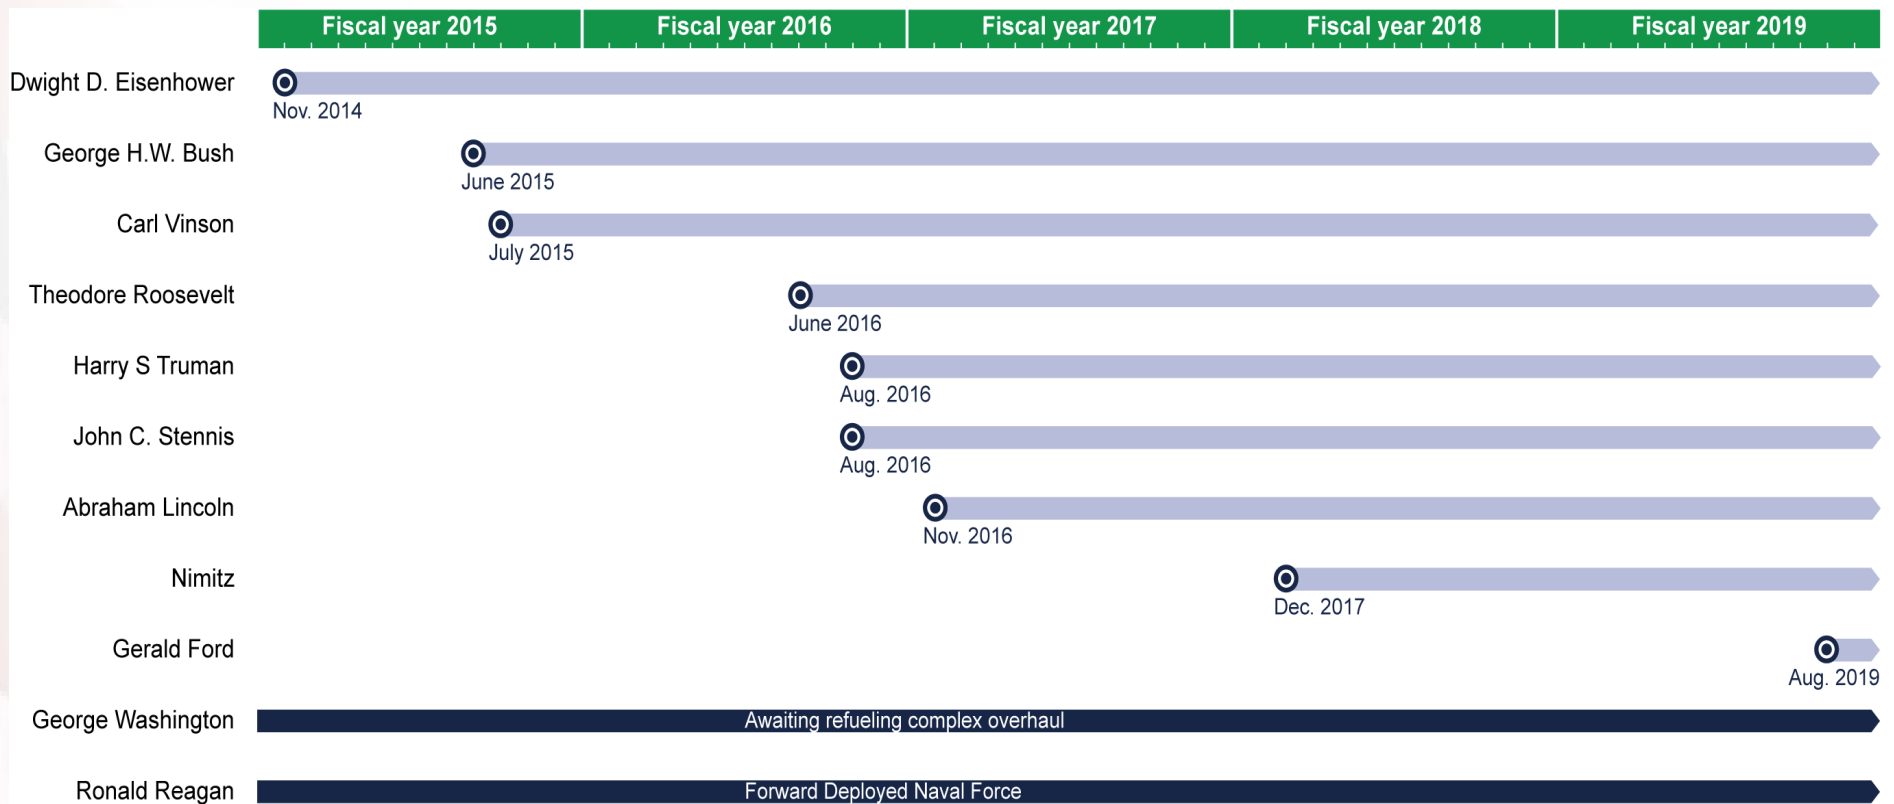 Fiscal year 2015 Fiscal year 2016 Fiscal year 2017 Fiscal year 2018 Fiscal year 2019
Dwight D. Eisenhower
Nov. 2014
George H.W. Bush
June 2015
Carl Vinson
July 2015
Theodore Roosevelt
June 2016
Harry S Truman
Aug. 2016
John C. Stennis
Aug. 2016
Abraham Lincoln
Nov. 2016
Nimitz
Dec. 2017
Gerald Ford
Aug. 2019
George Washington Awaiting refueling complex overhaul
Ronald Reagan Forward Deployed Naval Force